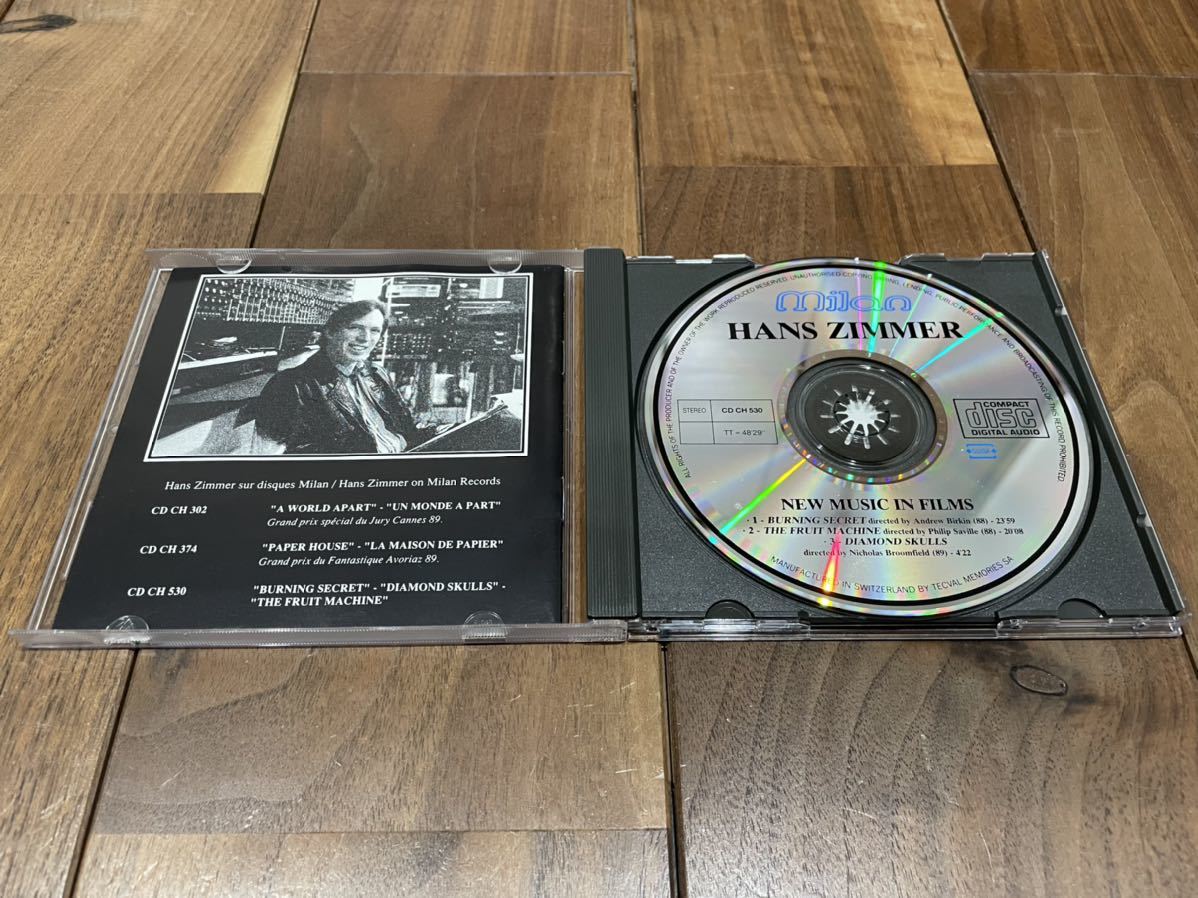 Hans Zimmer sur disques Milan / Hans Zimmer on Milan Records
CD CH 302 "A WORLD APART" - "UN MONDE A PART"
Grand prix spécial du Jury Cannes 89.
CD CH 374 "PAPER HOUSE" - "LA MAISON DE PAPIER"
Grand prix du Fantastique Avoriaz 89.
CD CH 530 "BURNING SECRET" - "DIAMOND SKULLS" -
"THE FRUIT MACHINE"
ALL RIGHTS OF THE PRODUCER AND OF THE OWNER OF THE WORK REPRODUCED RESERVED. UNAUTHORISED COPYING, HIRING, LENDING, PUBLIC PERFORMANCE AND BROADCASTING OF THIS RECORD PROHIBITED
milan
HANS ZIMMER
STEREO CD CH 530
TT = 48'29"
COMPACT
disc
DIGITAL AUDIO
NEW MUSIC IN FILMS
· 1 - BURNING SECRET directed by Andrew Birkin (88) - 23'59
· 2 - THE FRUIT MACHINE directed by Philip Saville (88) - 20'08
· 3 - DIAMOND SKULLS
directed by Nicholas Broomfield (89) - 4'22
MANUFACTURED IN SWITZERLAND BY TECVAL MEMORIES SA